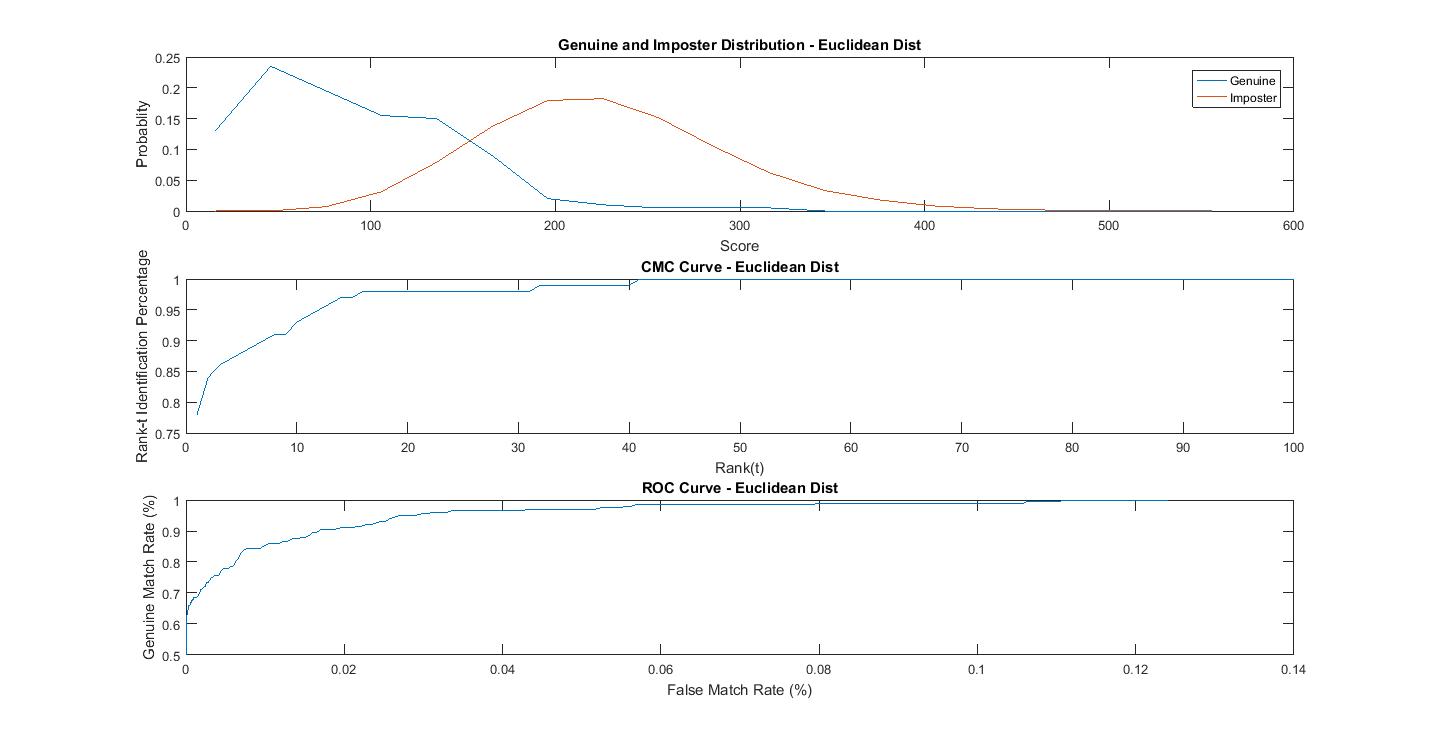 Genuine and Imposter Distribution - Euclidean Dist
Probablity
0.25
0.2
0.15
0.1
0.05
0
Genuine
Imposter
0 100 200 300 400 500 600
Score
CMC Curve - Euclidean Dist
Rank-t Identification Percentage
1
0.95
0.9
0.85
0.8
0.75
0 10 20 30 40 50 60 70 80 90 100
Rank(t)
ROC Curve - Euclidean Dist
Genuine Match Rate (%)
1
0.9
0.8
0.7
0.6
0.5
0 0.02 0.04 0.06 0.08 0.1 0.12 0.14
False Match Rate (%)